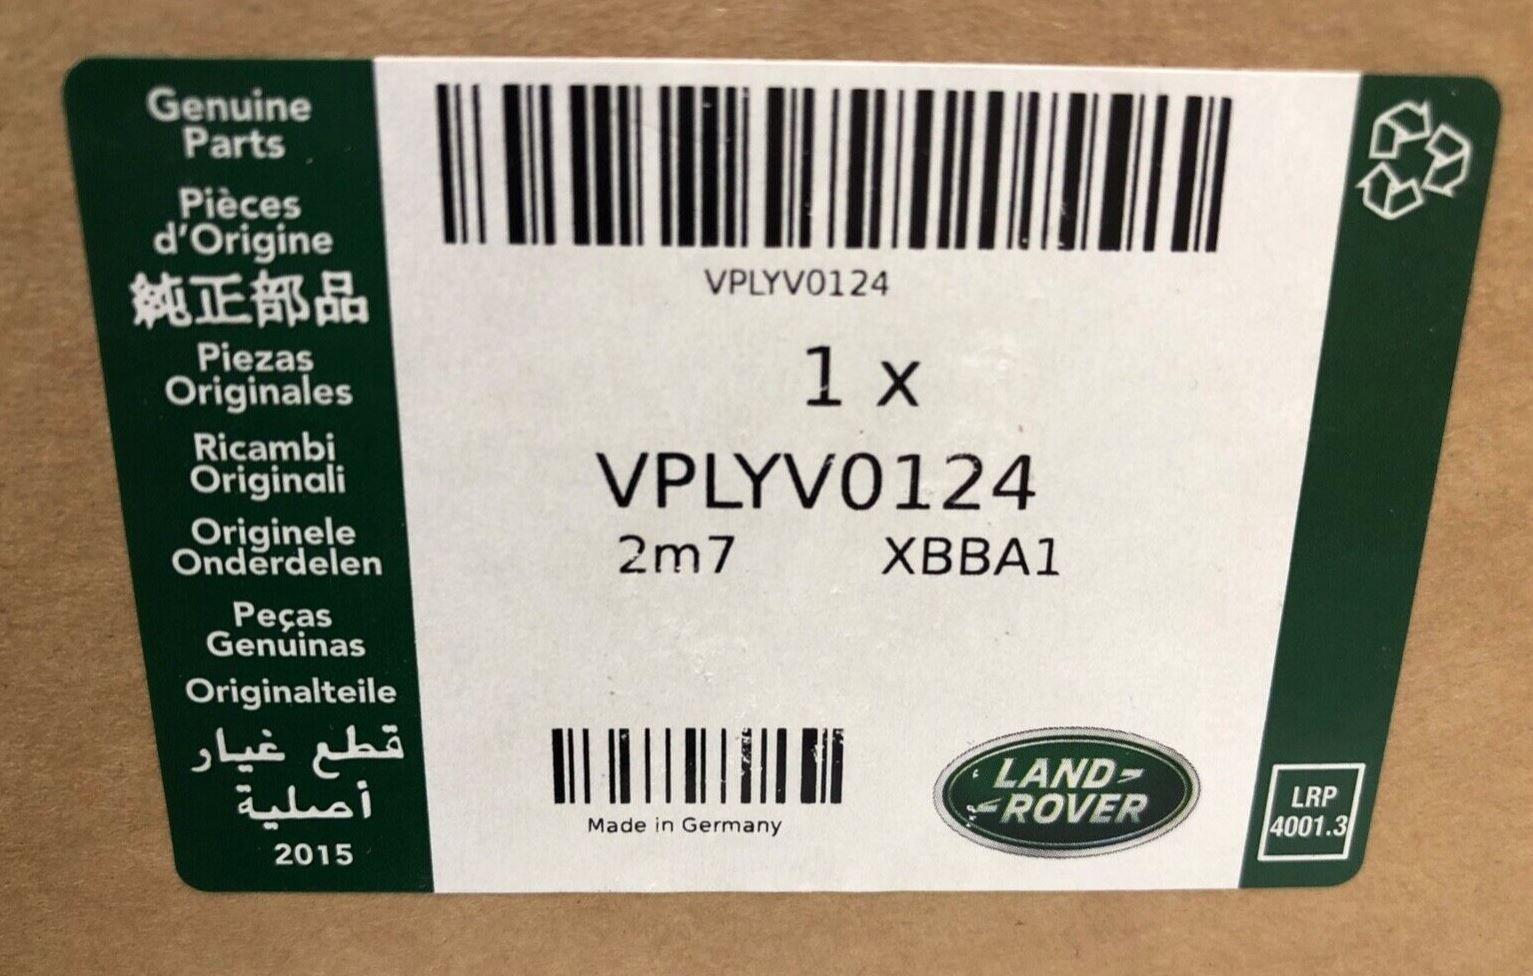 Genuine
Parts
Pièces
d'Origine
純正部品
Piezas
Originales
Ricambi
Originali
Originele
Onderdelen
Peças
Genuinas
Originalteile
قطع غيار
أصلية
2015
VPLYV0124
1 x
VPLYV0124
2m7 XBBA1
Made in Germany
LAND
ROVER
LRP
4001.3